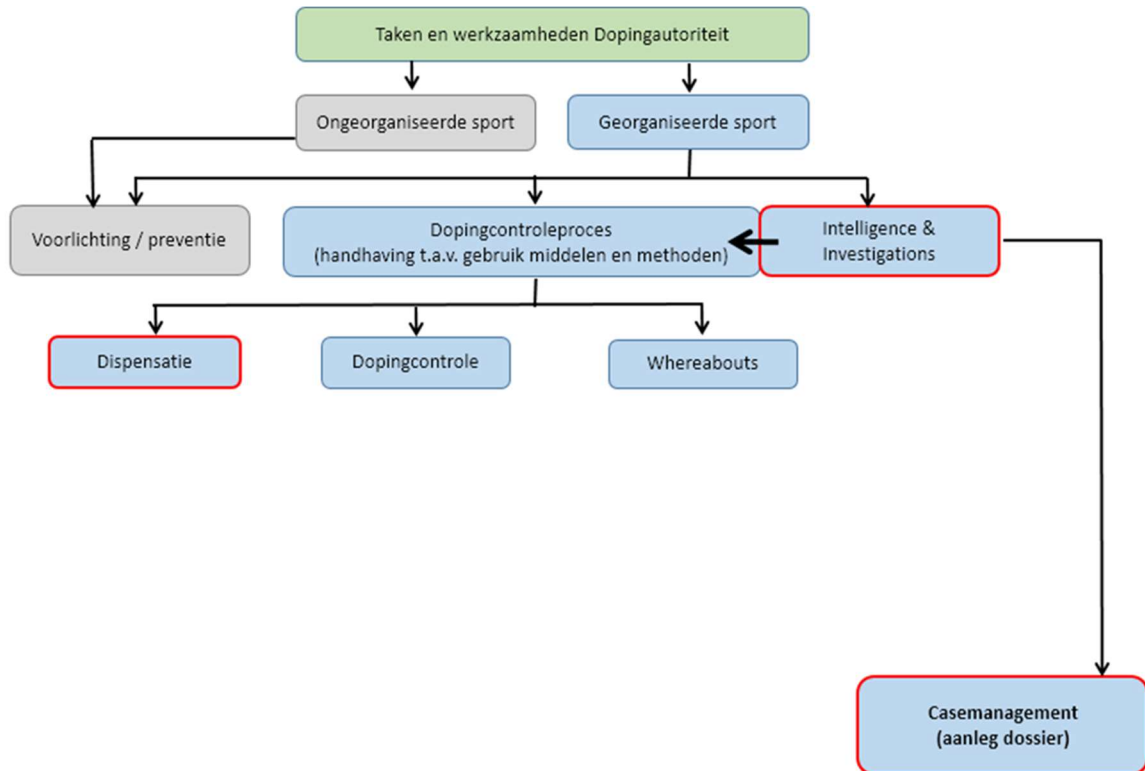 Taken en werkzaamheden Dopingautoriteit
Ongeorganiseerde sport
Georganiseerde sport
Voorlichting / preventie
Dopingcontroleproces
(handhaving t.a.v. gebruik middelen en methoden)
Intelligence &
Investigations
Dispensatie
Dopingcontrole
Whereabouts
Casemanagement
(aanleg dossier)